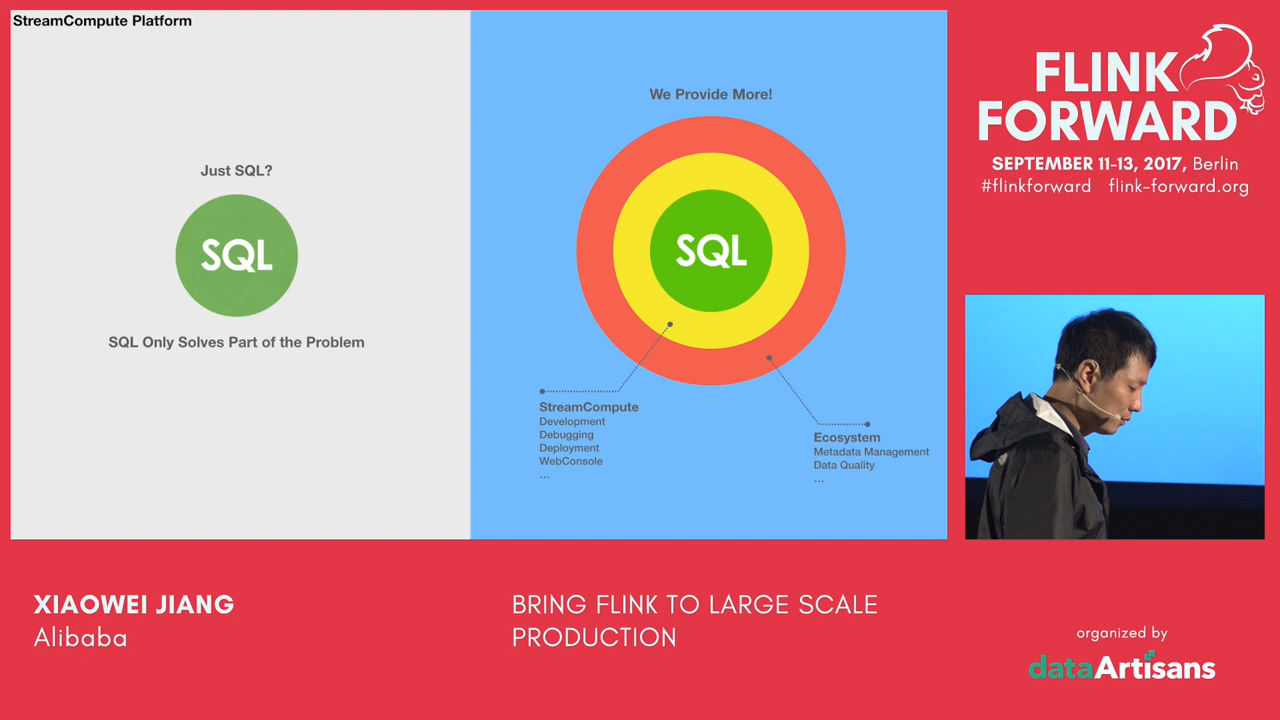 StreamCompute Platform
Just SQL?
SQL
SQL Only Solves Part of the Problem
We Provide More!
SQL
StreamCompute
Development
Debugging
Deployment
WebConsole
...
Ecosystem
Metadata Management
Data Quality
...
FLINK
FORWARD
SEPTEMBER 11-13, 2017, Berlin
#flinkforward flink-forward.org
XIAOWEI JIANG
Alibaba
BRING FLINK TO LARGE SCALE
PRODUCTION
organized by
dataArtisans